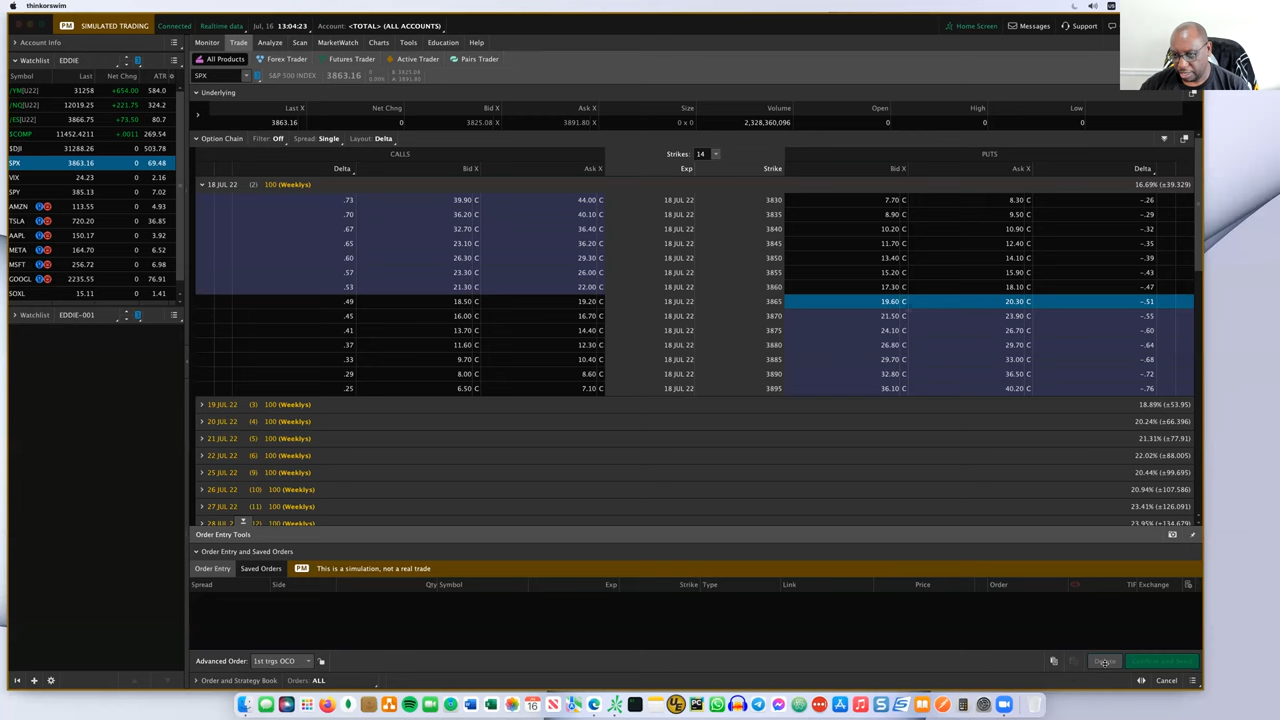 thinkorswim
PM SIMULATED TRADING Connected Realtime data Jul, 16 13:04:23 Account: <TOTAL> (ALL ACCOUNTS) Home Screen Messages Support
Account Info Monitor Trade Analyze Scan MarketWatch Charts Tools Education Help
Watchlist EDDIE All Products Forex Trader Futures Trader Active Trader Pairs Trader
Symbol Last Net Chng ATR SPX S&P 500 INDEX 3863.16 0 0.00% B: 3825.08 A: 3891.80
/YM[U22] 31258 +654.00 584.0 Underlying
/NQ[U22] 12019.25 +221.75 324.2 Last X Net Chng Bid X Ask X Size Volume Open High Low
/ES[U22] 3866.75 +73.50 80.7 3863.16 0 3825.08 X 3891.80 X 0 x 0 2,328,360,096 0 0 0
$COMP 11452.4211 +.0011 269.54 Option Chain Filter: Off Spread: Single Layout: Delta
$DJI 31288.26 0 503.78 CALLS Strikes: 14 PUTS
SPX 3863.16 0 69.48 Delta Bid X Ask X Exp Strike Bid X Ask X Delta
VIX 24.23 0 2.16 18 JUL 22 (2) 100 (Weeklys) 16.69% (±39.329)
SPY 385.13 0 7.02 .73 39.90 C 44.00 C 18 JUL 22 3830 7.70 C 8.30 C -.26
AMZN 113.55 0 4.93 .70 36.20 C 40.10 C 18 JUL 22 3835 8.90 C 9.50 C -.29
TSLA 720.20 0 36.85 .67 32.70 C 36.40 C 18 JUL 22 3840 10.20 C 10.90 C -.32
AAPL 150.17 0 3.92 .65 23.10 C 36.20 C 18 JUL 22 3845 11.70 C 12.40 C -.35
META 164.70 0 6.52 .60 26.30 C 29.30 C 18 JUL 22 3850 13.40 C 14.10 C -.39
MSFT 256.72 0 6.98 .57 23.30 C 26.00 C 18 JUL 22 3855 15.20 C 15.90 C -.43
GOOGL 2235.55 0 76.91 .53 21.30 C 22.00 C 18 JUL 22 3860 17.30 C 18.10 C -.47
SOXL 15.11 0 1.41 .49 18.50 C 19.20 C 18 JUL 22 3865 19.60 C 20.30 C -.51
Watchlist EDDIE-001 .45 16.00 C 16.70 C 18 JUL 22 3870 21.50 C 23.90 C -.55
.41 13.70 C 14.40 C 18 JUL 22 3875 24.10 C 26.70 C -.60
.37 11.60 C 12.30 C 18 JUL 22 3880 26.80 C 29.70 C -.64
.33 9.70 C 10.40 C 18 JUL 22 3885 29.70 C 33.00 C -.68
.29 8.00 C 8.60 C 18 JUL 22 3890 32.80 C 36.50 C -.72
.25 6.50 C 7.10 C 18 JUL 22 3895 36.10 C 40.20 C -.76
19 JUL 22 (3) 100 (Weeklys) 18.89% (±53.95)
20 JUL 22 (4) 100 (Weeklys) 20.24% (±66.396)
21 JUL 22 (5) 100 (Weeklys) 21.31% (±77.91)
22 JUL 22 (6) 100 (Weeklys) 22.02% (±88.005)
25 JUL 22 (9) 100 (Weeklys) 20.44% (±99.695)
26 JUL 22 (10) 100 (Weeklys) 20.94% (±107.586)
27 JUL 22 (11) 100 (Weeklys) 23.41% (±126.091)
28 JUL 2 (12) 100 (Weeklys) 23.95% (±134.679)
Order Entry Tools
Order Entry and Saved Orders
Order Entry Saved Orders PM This is a simulation, not a real trade
Spread Side Qty Symbol Exp Strike Type Link Price Order TIF Exchange
Advanced Order: 1st trgs OCO Confirm and Send
Order and Strategy Book Orders: ALL Cancel